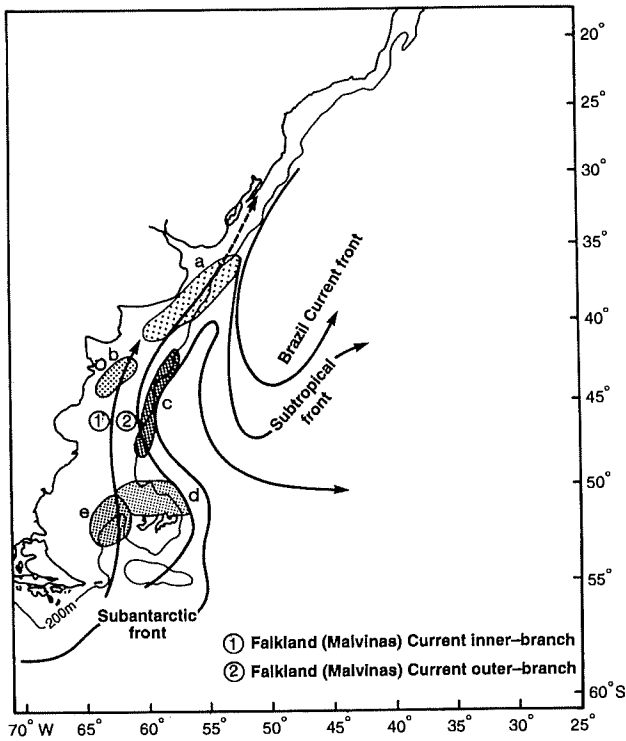 20°
25°
30°
35°
40°
45°
50°
55°
60° S
a
b
c
d
e
1
2
Brazil Current front
Subtropical
front
200m
Subantarctic
front
① Falkland (Malvinas) Current inner–branch
② Falkland (Malvinas) Current outer–branch
70° W 65° 60° 55° 50° 45° 40° 35° 30° 25°